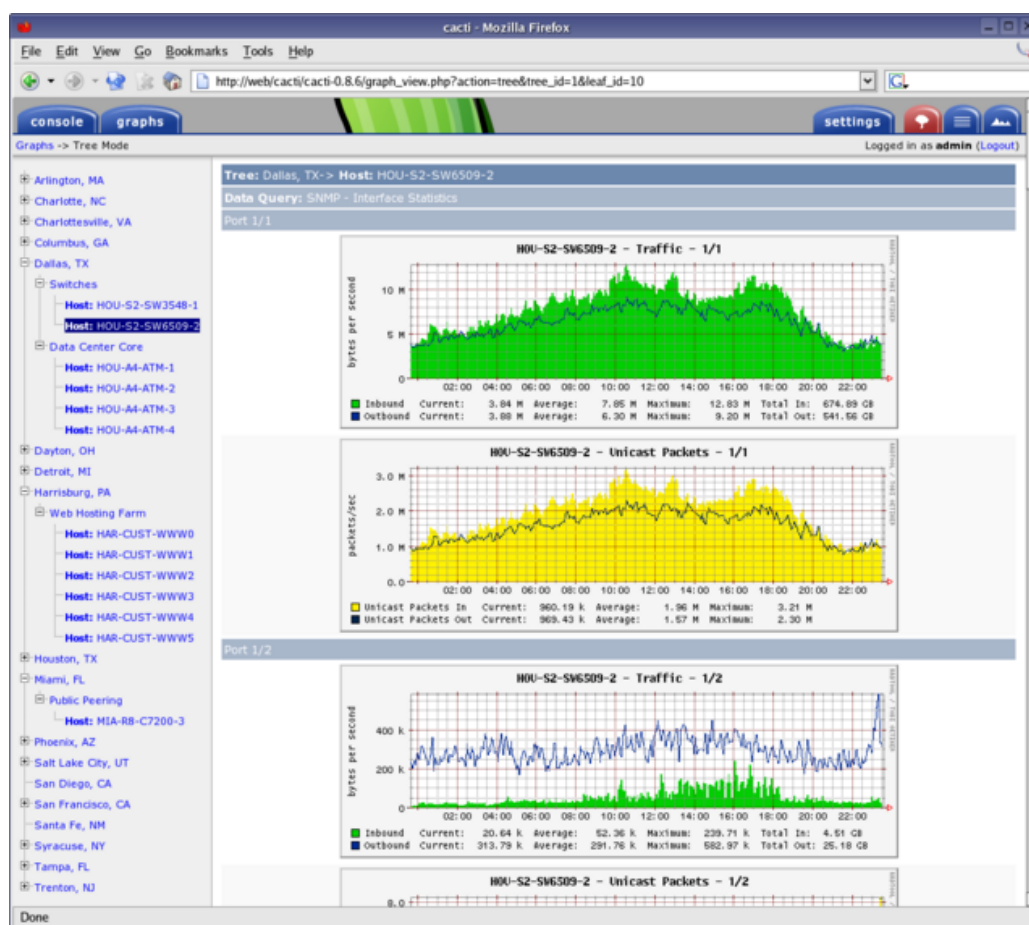 cacti - Mozilla Firefox
File Edit View Go Bookmarks Tools Help
http://web/cacti/cacti-0.8.6/graph_view.php?action=tree&tree_id=1&leaf_id=10
console graphs settings
Graphs -> Tree Mode Logged in as admin (Logout)
Arlington, MA
Charlotte, NC
Charlottesville, VA
Columbus, GA
Dallas, TX
Switches
Host: HOU-S2-SW3548-1
Host: HOU-S2-SW6509-2
Data Center Core
Host: HOU-A4-ATM-1
Host: HOU-A4-ATM-2
Host: HOU-A4-ATM-3
Host: HOU-A4-ATM-4
Dayton, OH
Detroit, MI
Harrisburg, PA
Web Hosting Farm
Host: HAR-CUST-WWW0
Host: HAR-CUST-WWW1
Host: HAR-CUST-WWW2
Host: HAR-CUST-WWW3
Host: HAR-CUST-WWW4
Host: HAR-CUST-WWW5
Houston, TX
Miami, FL
Public Peering
Host: MIA-R8-C7200-3
Phoenix, AZ
Salt Lake City, UT
San Diego, CA
San Francisco, CA
Santa Fe, NM
Syracuse, NY
Tampa, FL
Trenton, NJ
Tree: Dallas, TX-> Host: HOU-S2-SW6509-2
Data Query: SNMP - Interface Statistics
Port 1/1
HOU-S2-SW6509-2 - Traffic - 1/1
bytes per second
10 M
5 M
0
02:00 04:00 06:00 08:00 10:00 12:00 14:00 16:00 18:00 20:00 22:00
Inbound Current: 3.84 M Average: 7.85 M Maximum: 12.83 M Total In: 674.89 GB
Outbound Current: 3.88 M Average: 6.30 M Maximum: 9.20 M Total Out: 541.56 GB
HOU-S2-SW6509-2 - Unicast Packets - 1/1
packets/sec
3.0 M
2.0 M
1.0 M
0.0
02:00 04:00 06:00 08:00 10:00 12:00 14:00 16:00 18:00 20:00 22:00
Unicast Packets In Current: 960.19 k Average: 1.96 M Maximum: 3.21 M
Unicast Packets Out Current: 969.43 k Average: 1.57 M Maximum: 2.30 M
Port 1/2
HOU-S2-SW6509-2 - Traffic - 1/2
bytes per second
400 k
200 k
0
02:00 04:00 06:00 08:00 10:00 12:00 14:00 16:00 18:00 20:00 22:00
Inbound Current: 20.64 k Average: 52.36 k Maximum: 239.71 k Total In: 4.51 GB
Outbound Current: 313.79 k Average: 291.76 k Maximum: 582.97 k Total Out: 25.18 GB
HOU-S2-SW6509-2 - Unicast Packets - 1/2
8.0
Done